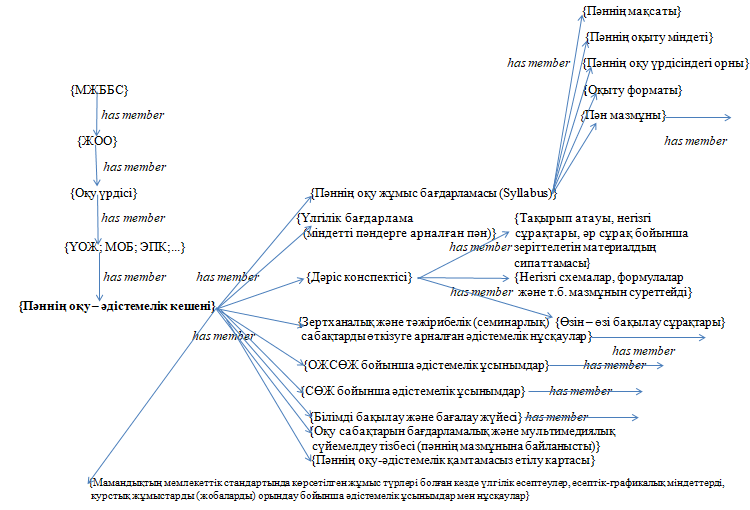 {Пәннің мақсаты}
{Пәннің оқыту міндеті}
has member
{Пәннің оқу үрдісіндегі орны}
{МЖББС}
{Оқыту форматы}
has member
{Пән мазмұны}
{ЖОО}
has member
has member
{Оқу үрдісі}
{Пәннің оқу жұмыс бағдарламасы (Syllabus)}
has member
{Үлгілік бағдарлама
(міндетті пәндерге арналған пән)}
{Тақырып атауы, негізгі
сұрақтары, әр сұрақ бойынша
зеріттелетін материалдың
сипаттамасы}
{ҮОЖ; МОБ; ЭПК;...}
has member
has member
has member
{Дәріс конспектісі}
{Негізгі схемалар, формулалар
және т.б. мазмұнын суреттейді}
has member
{Пәннің оқу – әдістемелік кешені}
{Зертханалық және тәжірибелік (семинарлық)
сабақтарды өткізуге арналған әдістемелік нұсқаулар}
{Өзін – өзі бақылау сұрақтары}
has member
has member
{ОЖСӨЖ бойынша әдістемелік ұсынымдар}
has member
{СӨЖ бойынша әдістемелік ұсынымдар}
has member
{Білімді бақылау және бағалау жүйесі}
has member
{Оқу сабақтарын бағдарламалық және мультимедиялық
сүйемелдеу тізбесі (пәннің мазмұнына байланысты)}
{Пәннің оқу-әдістемелік қамтамасыз етілу картасы}
{Мамандықтың мемлекеттік стандартында көрсетілген жұмыс түрлері болған кезде үлгілік есептеулер, есептік-графикалық міндеттерді,
курстық жұмыстарды (жобаларды) орындау бойынша әдістемелік ұсынымдар мен нұсқаулар}